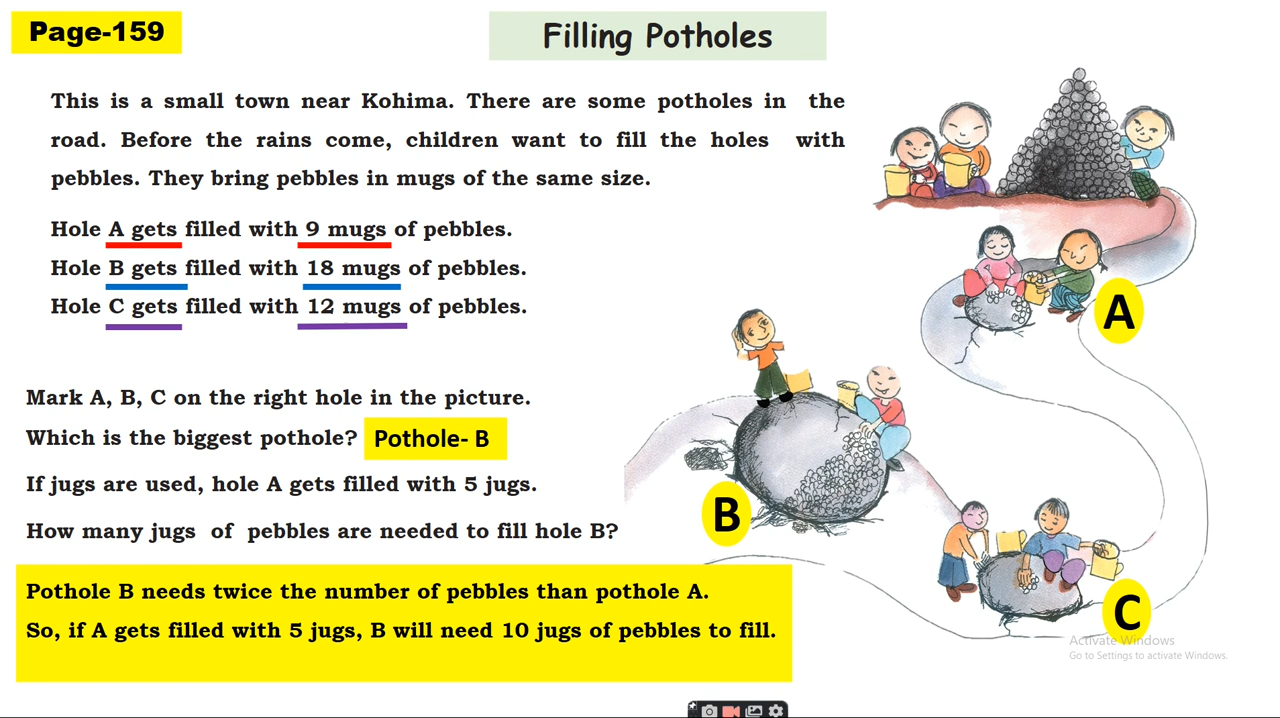 Page-159
Filling Potholes
This is a small town near Kohima. There are some potholes in the
road. Before the rains come, children want to fill the holes with
pebbles. They bring pebbles in mugs of the same size.
Hole A gets filled with 9 mugs of pebbles.
Hole B gets filled with 18 mugs of pebbles.
Hole C gets filled with 12 mugs of pebbles.
A
Mark A, B, C on the right hole in the picture.
Which is the biggest pothole? Pothole- B
If jugs are used, hole A gets filled with 5 jugs.
How many jugs of pebbles are needed to fill hole B?
B
Pothole B needs twice the number of pebbles than pothole A.
So, if A gets filled with 5 jugs, B will need 10 jugs of pebbles to fill.
C
Activate Windows
Go to Settings to activate Windows.